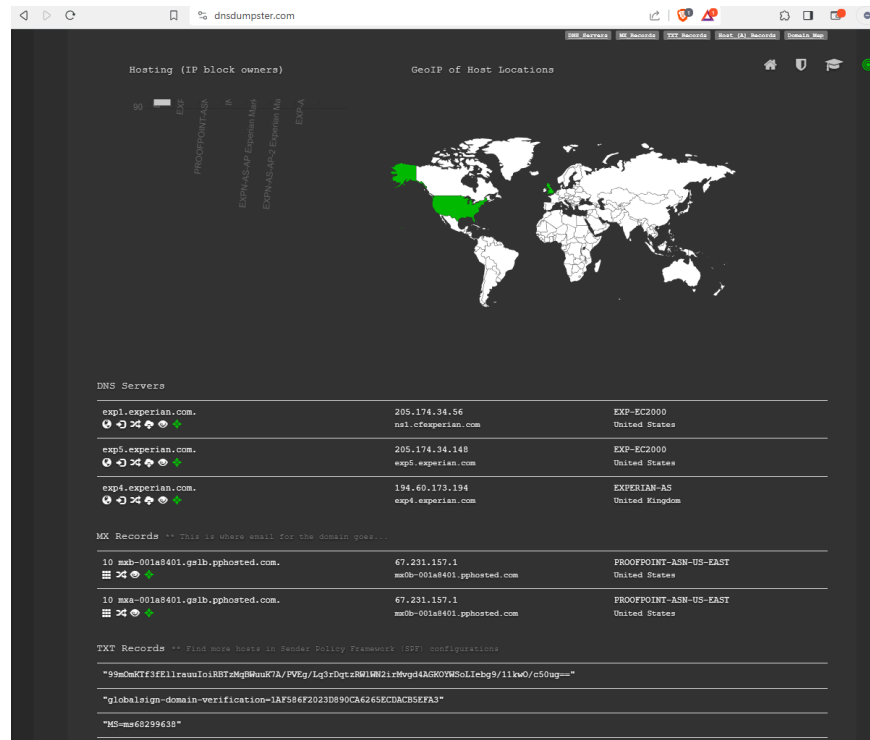 dnsdumpster.com
DNS Servers MX Records TXT Records Host (A) Records Domain Map
Hosting (IP block owners)
GeoIP of Host Locations
90
PROOFPOINT-ASN
EXPN-AS-AP Experian Mark
EXPN-AS-AP-2 Experian Ma
EXP-A
DNS Servers
exp1.experian.com. 205.174.34.56 EXP-EC2000
ns1.cfexperian.com United States
exp5.experian.com. 205.174.34.148 EXP-EC2000
exp5.experian.com United States
exp4.experian.com. 194.60.173.194 EXPERIAN-AS
exp4.experian.com United Kingdom
MX Records ** This is where email for the domain goes...
10 mxb-001a8401.gslb.pphosted.com. 67.231.157.1 PROOFPOINT-ASN-US-EAST
mx0b-001a8401.pphosted.com United States
10 mxa-001a8401.gslb.pphosted.com. 67.231.157.1 PROOFPOINT-ASN-US-EAST
mx0b-001a8401.pphosted.com United States
TXT Records ** Find more hosts in Sender Policy Framework (SPF) configurations
"99mOmKTf3fEllrauuIoiRBTzMqBWuuK7A/PVEg/Lq3rDqtzRWlWN2irMvgd4AGKOYWSoLIebg9/11kwO/c50ug=="
"globalsign-domain-verification=1AF586F2023D890CA6265ECDACB5EFA3"
"MS=ms68299638"